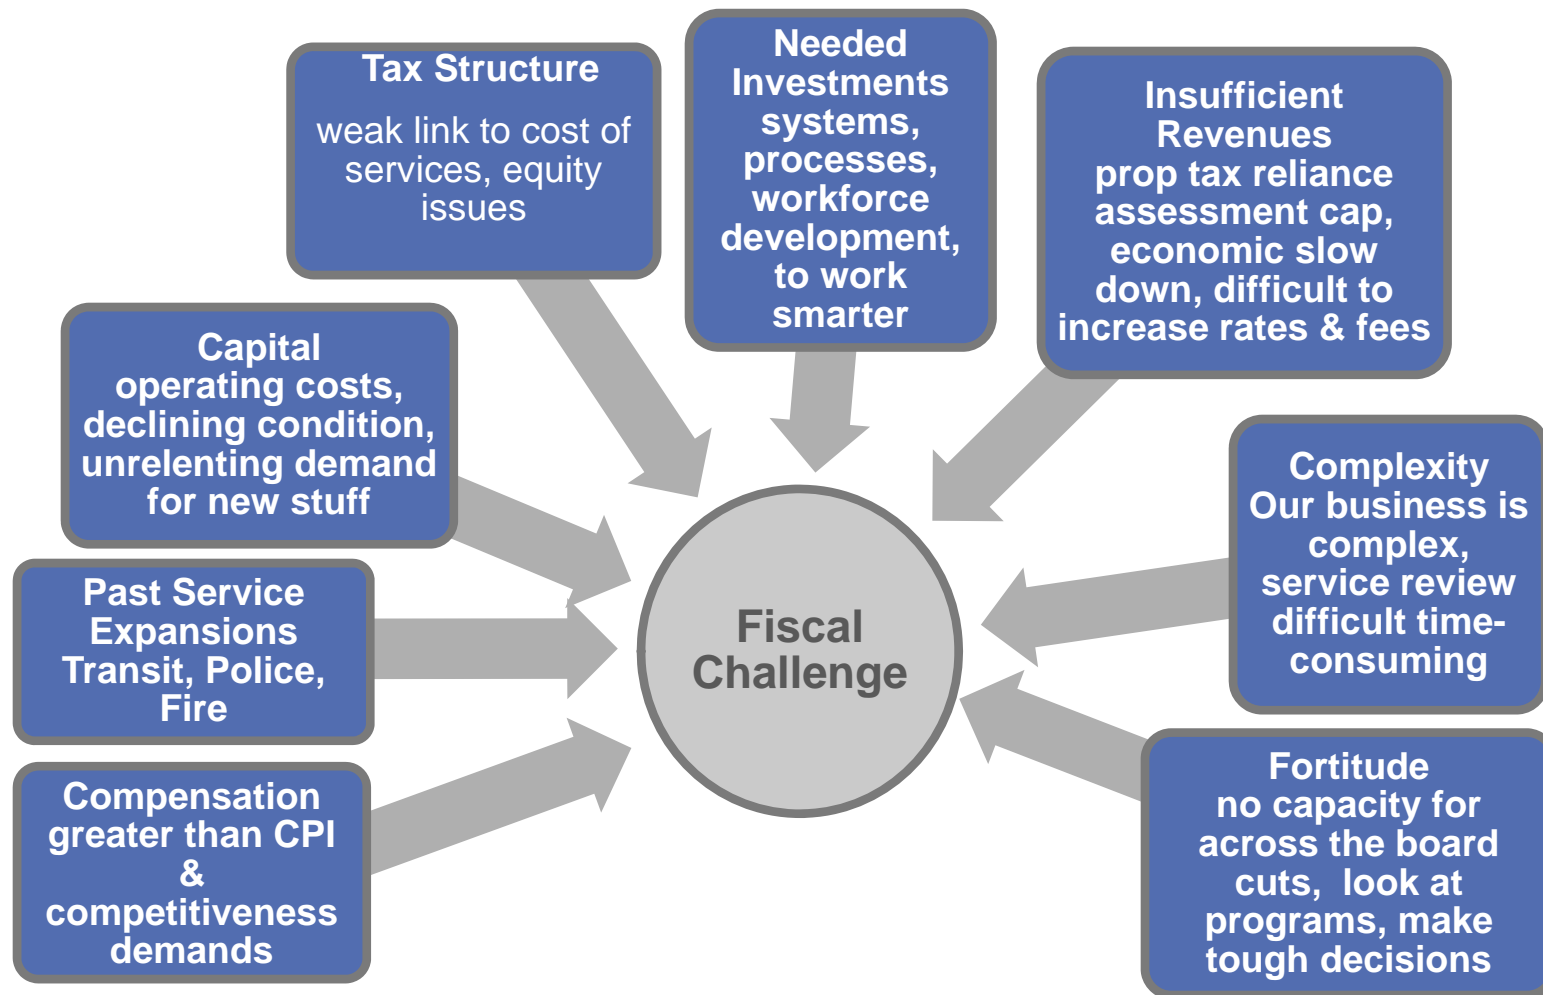 Tax Structure
weak link to cost of
services, equity
issues
Needed
Investments
systems,
processes,
workforce
development,
to work
smarter
Insufficient
Revenues
prop tax reliance
assessment cap,
economic slow
down, difficult to
increase rates & fees
Capital
operating costs,
declining condition,
unrelenting demand
for new stuff
Complexity
Our business is
complex,
service review
difficult time-
consuming
Past Service
Expansions
Transit, Police,
Fire
Fiscal
Challenge
Compensation
greater than CPI
&
competitiveness
demands
Fortitude
no capacity for
across the board
cuts, look at
programs, make
tough decisions